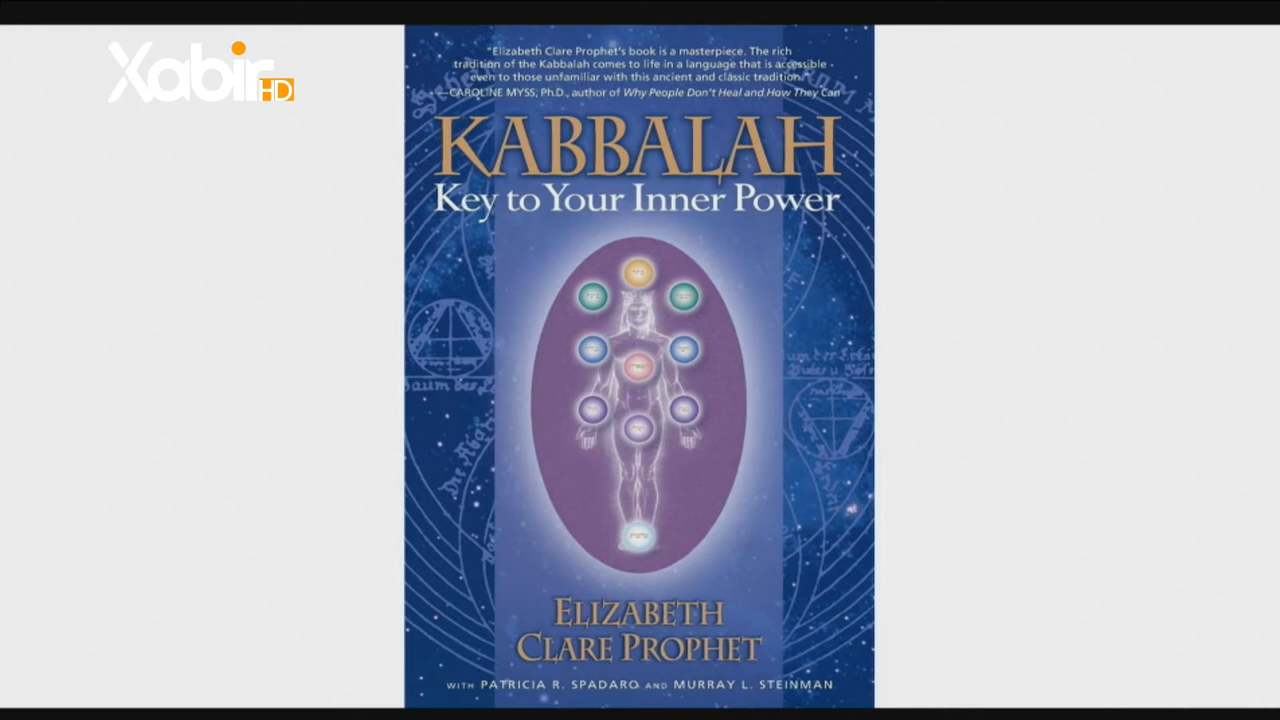 Xabir HD
"Elizabeth Clare Prophet's book is a masterpiece. The rich
tradition of the Kabbalah comes to life in a language that is accessible -
even to those unfamiliar with this ancient and classic tradition."
—CAROLINE MYSS, Ph.D., author of Why People Don't Heal and How They Can
KABBALAH
Key to Your Inner Power
ELIZABETH
CLARE PROPHET
WITH PATRICIA R. SPADARO AND MURRAY L. STEINMAN